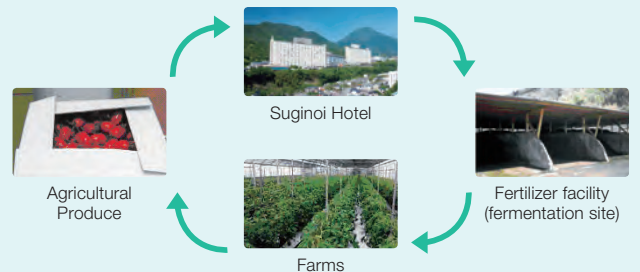 Suginoi Hotel
Agricultural
Produce
Fertilizer facility
(fermentation site)
Farms